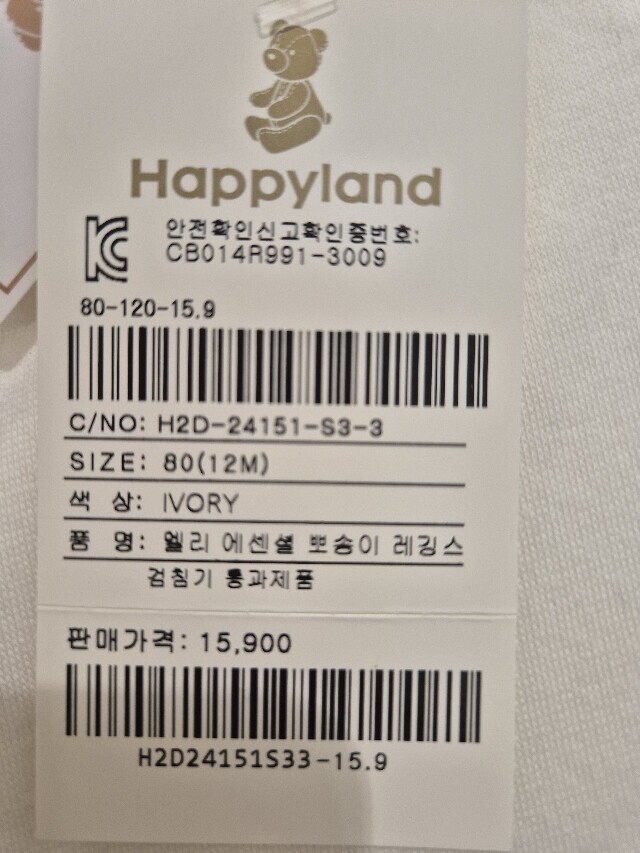 Happyland
안전확인신고확인증번호:
CB014R991-3009
80-120-15.9
C/NO: H2D-24151-S3-3
SIZE: 80(12M)
색 상: IVORY
품 명: 엘리 에센셜 뽀송이 레깅스
검침기 통과제품
판매가격: 15,900
H2D24151S33-15.9